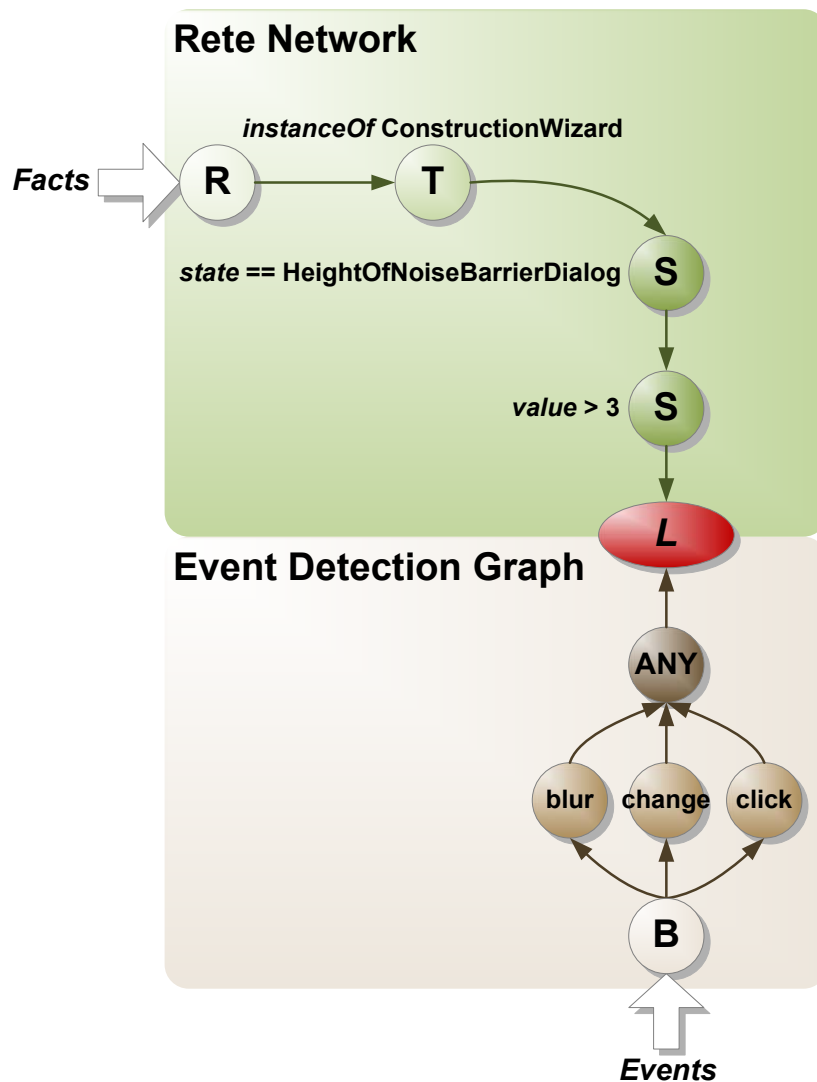 Rete Network
instanceOf ConstructionWizard
Facts
R
T
state == HeightOfNoiseBarrierDialog
S
value > 3
S
L
Event Detection Graph
ANY
blur
change
click
B
Events